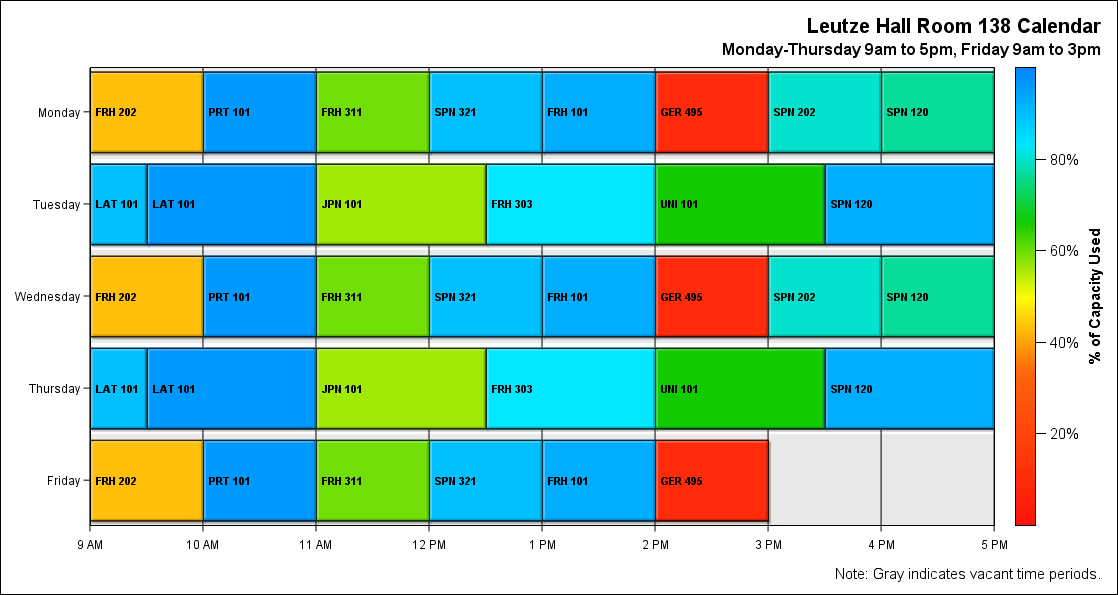 Leutze Hall Room 138 Calendar
Monday-Thursday 9am to 5pm, Friday 9am to 3pm
Monday FRH 202 PRT 101 FRH 311 SPN 321 FRH 101 GER 495 SPN 202 SPN 120
Tuesday LAT 101 LAT 101 JPN 101 FRH 303 UNI 101 SPN 120
Wednesday FRH 202 PRT 101 FRH 311 SPN 321 FRH 101 GER 495 SPN 202 SPN 120
Thursday LAT 101 LAT 101 JPN 101 FRH 303 UNI 101 SPN 120
Friday FRH 202 PRT 101 FRH 311 SPN 321 FRH 101 GER 495
9 AM 10 AM 11 AM 12 PM 1 PM 2 PM 3 PM 4 PM 5 PM
80%
60%
40%
20%
% of Capacity Used
Note: Gray indicates vacant time periods.